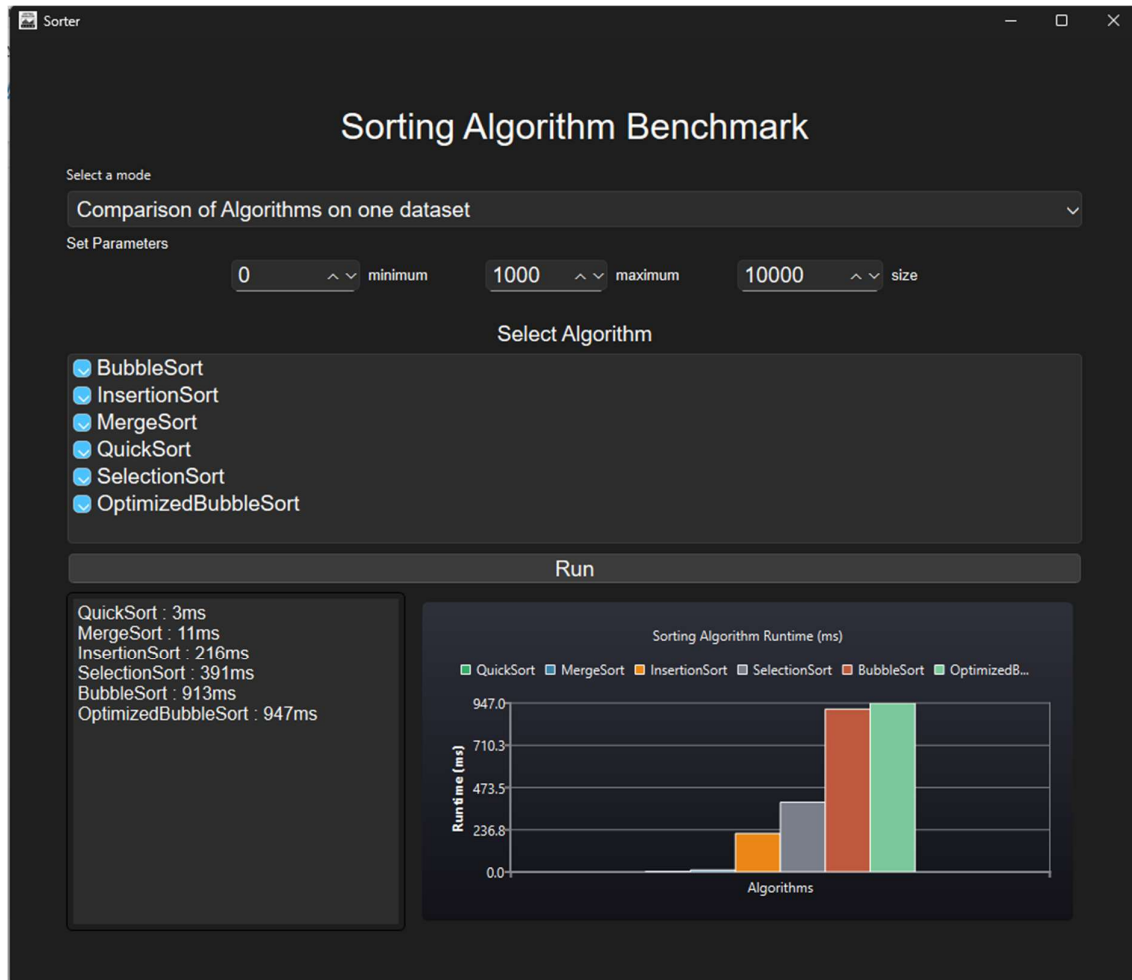 Sorter
Sorting Algorithm Benchmark
Select a mode
Comparison of Algorithms on one dataset
Set Parameters
0 minimum 1000 maximum 10000 size
Select Algorithm
BubbleSort
InsertionSort
MergeSort
QuickSort
SelectionSort
OptimizedBubbleSort
Run
QuickSort : 3ms
MergeSort : 11ms
InsertionSort : 216ms
SelectionSort : 391ms
BubbleSort : 913ms
OptimizedBubbleSort : 947ms
Sorting Algorithm Runtime (ms)
QuickSort MergeSort InsertionSort SelectionSort BubbleSort OptimizedB...
947.0
710.3
473.5
236.8
0.0
Runtime (ms)
Algorithms